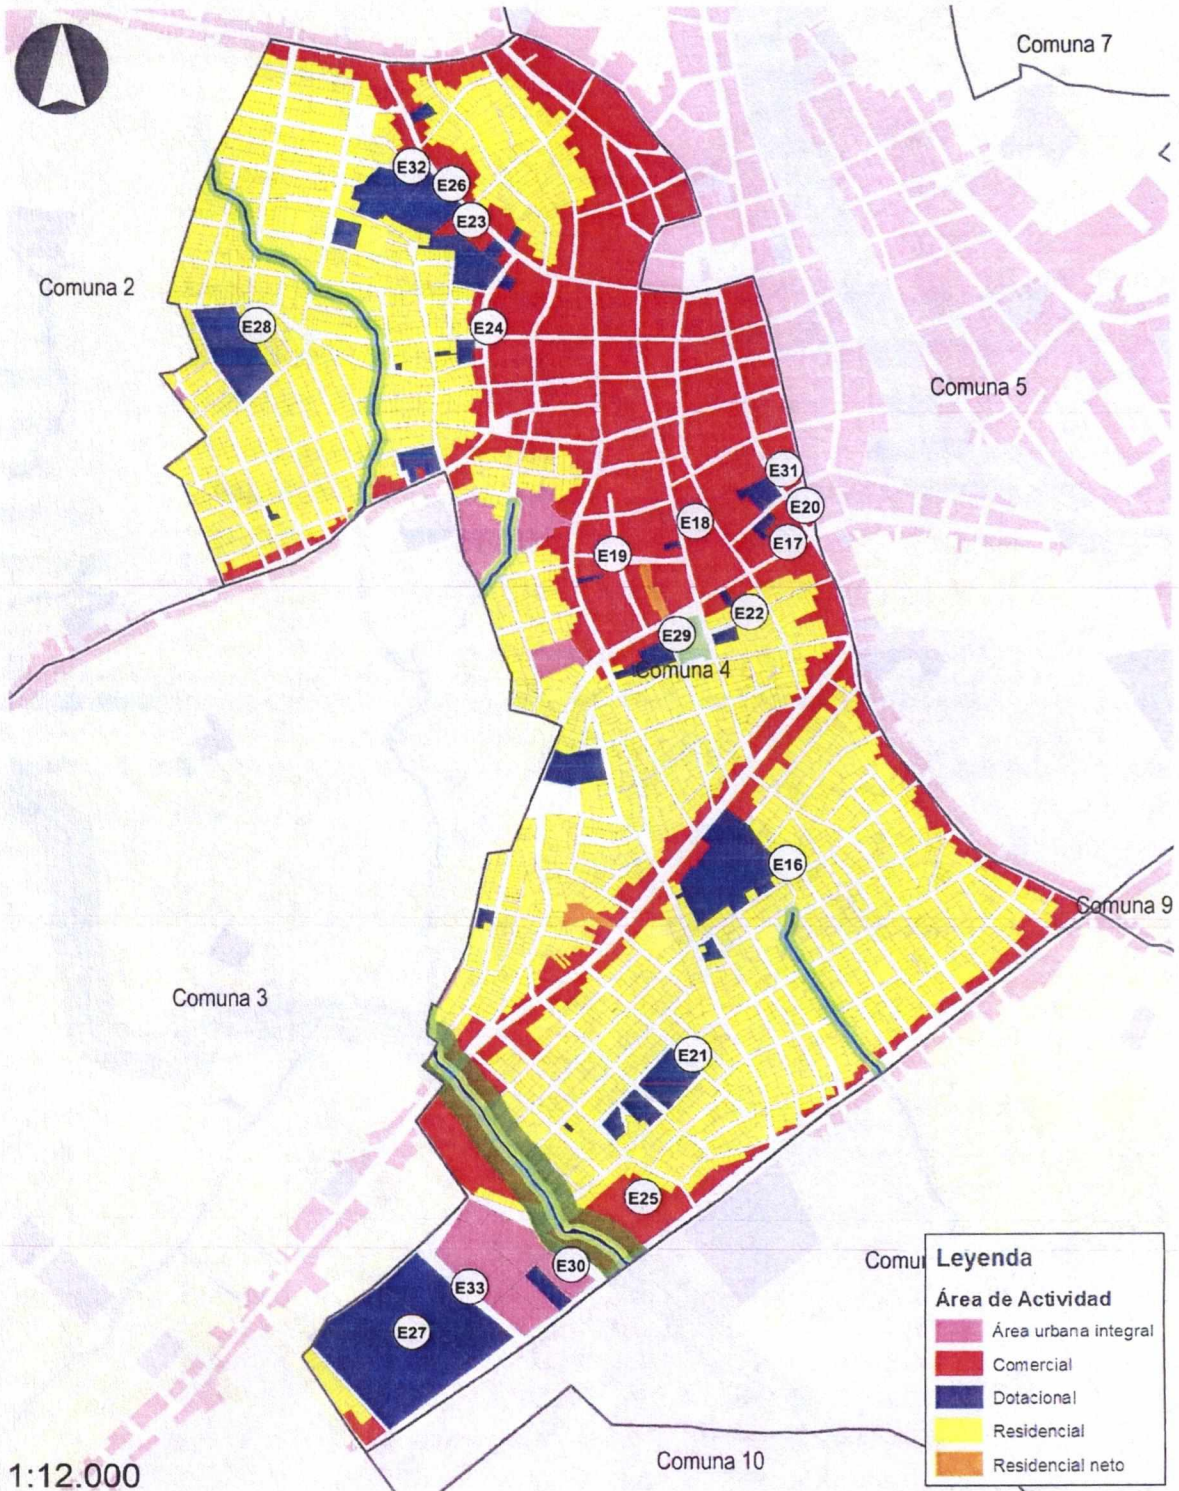 Comuna 7
E32
E26
E23
Comuna 2
E28
E24
Comuna 5
E31
E20
E18
E17
E19
E22
E29
Comuna 4
E16
Comuna 9
Comuna 3
E21
E25
Comu
E30
E33
E27
Leyenda
Área de Actividad
Área urbana integral
Comercial
Dotacional
Residencial
Residencial neto
Comuna 10
1:12.000